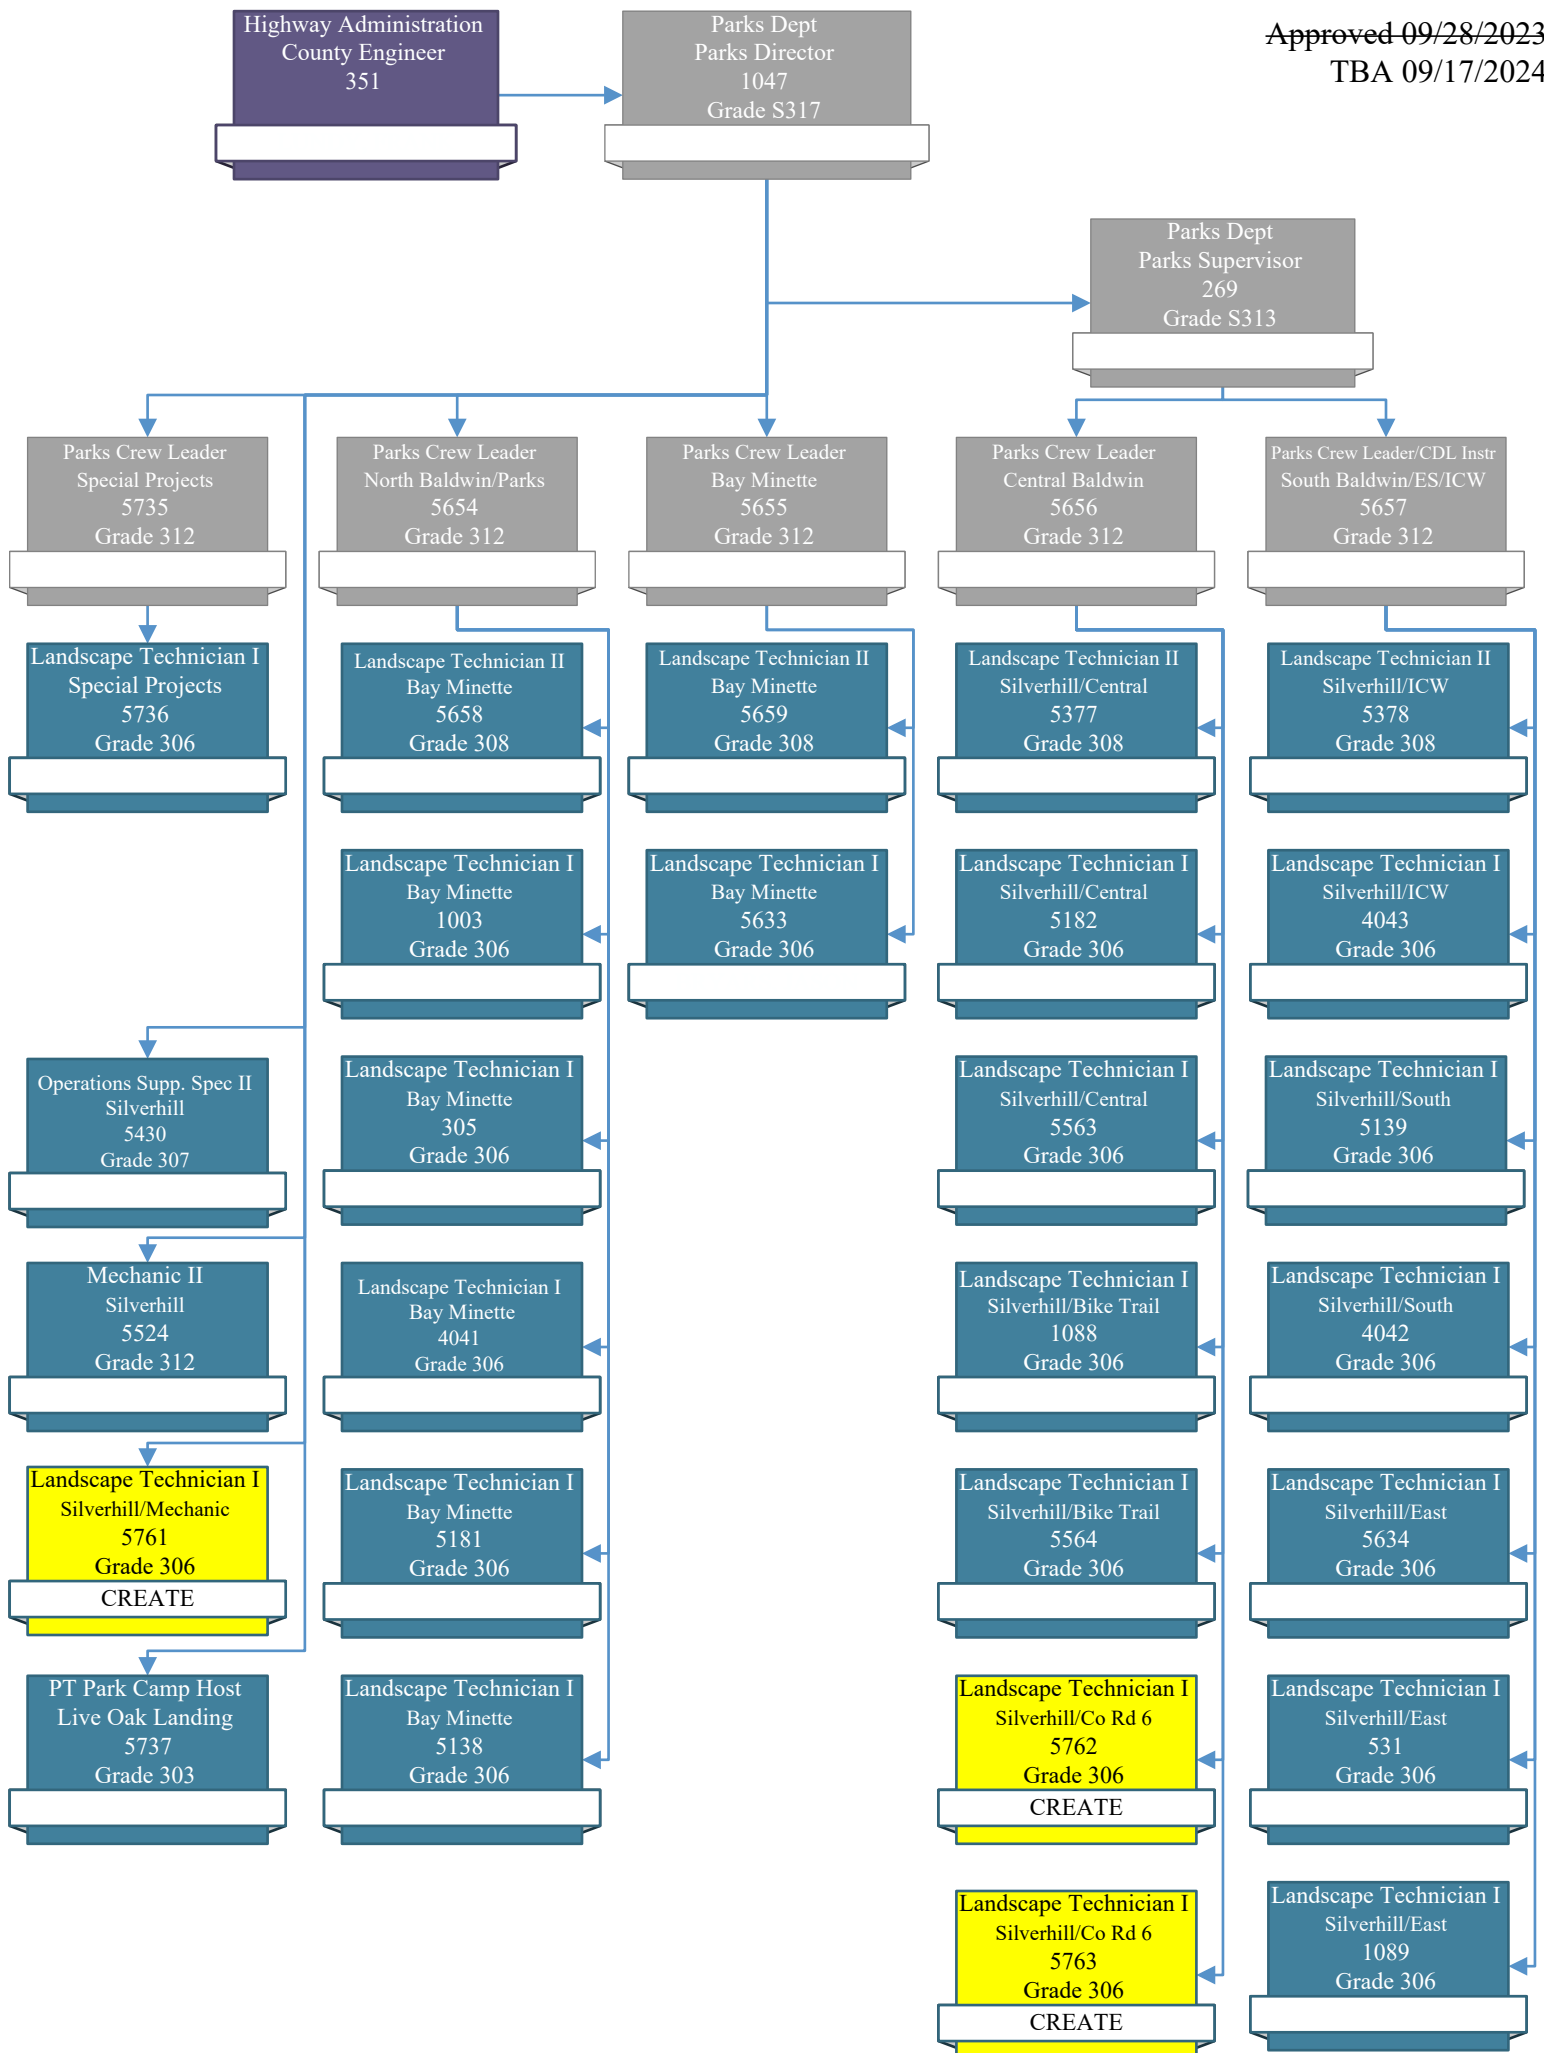 Highway Administration
County Engineer
351
Parks Dept
Parks Director
1047
Grade S317
Approved 09/28/2023
TBA 09/17/2024
Parks Dept
Parks Supervisor
269
Grade S313
Parks Crew Leader
Special Projects
5735
Grade 312
Parks Crew Leader
North Baldwin/Parks
5654
Grade 312
Parks Crew Leader
Bay Minette
5655
Grade 312
Parks Crew Leader
Central Baldwin
5656
Grade 312
Parks Crew Leader/CDL Instr
South Baldwin/ES/ICW
5657
Grade 312
Landscape Technician I
Special Projects
5736
Grade 306
Landscape Technician II
Bay Minette
5658
Grade 308
Landscape Technician II
Bay Minette
5659
Grade 308
Landscape Technician II
Silverhill/Central
5377
Grade 308
Landscape Technician II
Silverhill/ICW
5378
Grade 308
Landscape Technician I
Bay Minette
1003
Grade 306
Landscape Technician I
Bay Minette
5633
Grade 306
Landscape Technician I
Silverhill/Central
5182
Grade 306
Landscape Technician I
Silverhill/ICW
4043
Grade 306
Operations Supp. Spec II
Silverhill
5430
Grade 307
Landscape Technician I
Bay Minette
305
Grade 306
Landscape Technician I
Silverhill/Central
5563
Grade 306
Landscape Technician I
Silverhill/South
5139
Grade 306
Mechanic II
Silverhill
5524
Grade 312
Landscape Technician I
Bay Minette
4041
Grade 306
Landscape Technician I
Silverhill/Bike Trail
1088
Grade 306
Landscape Technician I
Silverhill/South
4042
Grade 306
Landscape Technician I
Silverhill/Mechanic
5761
Grade 306
CREATE
Landscape Technician I
Bay Minette
5181
Grade 306
Landscape Technician I
Silverhill/Bike Trail
5564
Grade 306
Landscape Technician I
Silverhill/East
5634
Grade 306
PT Park Camp Host
Live Oak Landing
5737
Grade 303
Landscape Technician I
Bay Minette
5138
Grade 306
Landscape Technician I
Silverhill/Co Rd 6
5762
Grade 306
CREATE
Landscape Technician I
Silverhill/East
531
Grade 306
Landscape Technician I
Silverhill/Co Rd 6
5763
Grade 306
CREATE
Landscape Technician I
Silverhill/East
1089
Grade 306